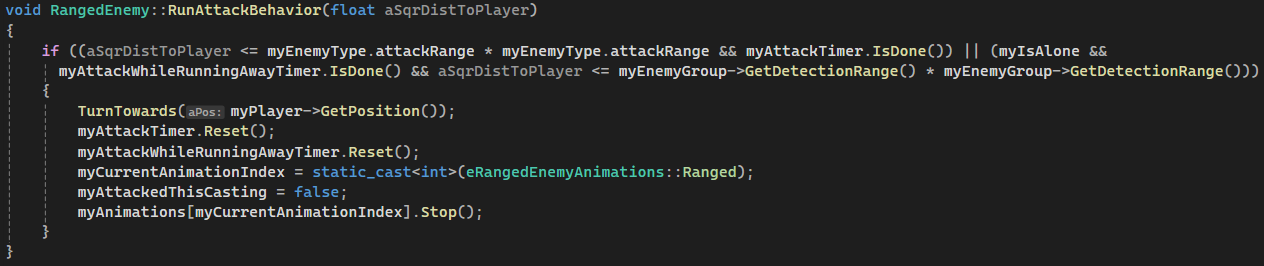 void RangedEnemy::RunAttackBehavior(float aSqrDistToPlayer)
{
    if ((aSqrDistToPlayer <= myEnemyType.attackRange * myEnemyType.attackRange && myAttackTimer.IsDone()) || (myIsAlone &&
      myAttackWhileRunningAwayTimer.IsDone() && aSqrDistToPlayer <= myEnemyGroup->GetDetectionRange() * myEnemyGroup->GetDetectionRange()))
    {
        TurnTowards(aPos: myPlayer->GetPosition());
        myAttackTimer.Reset();
        myAttackWhileRunningAwayTimer.Reset();
        myCurrentAnimationIndex = static_cast<int>(eRangedEnemyAnimations::Ranged);
        myAttackedThisCasting = false;
        myAnimations[myCurrentAnimationIndex].Stop();
    }
}